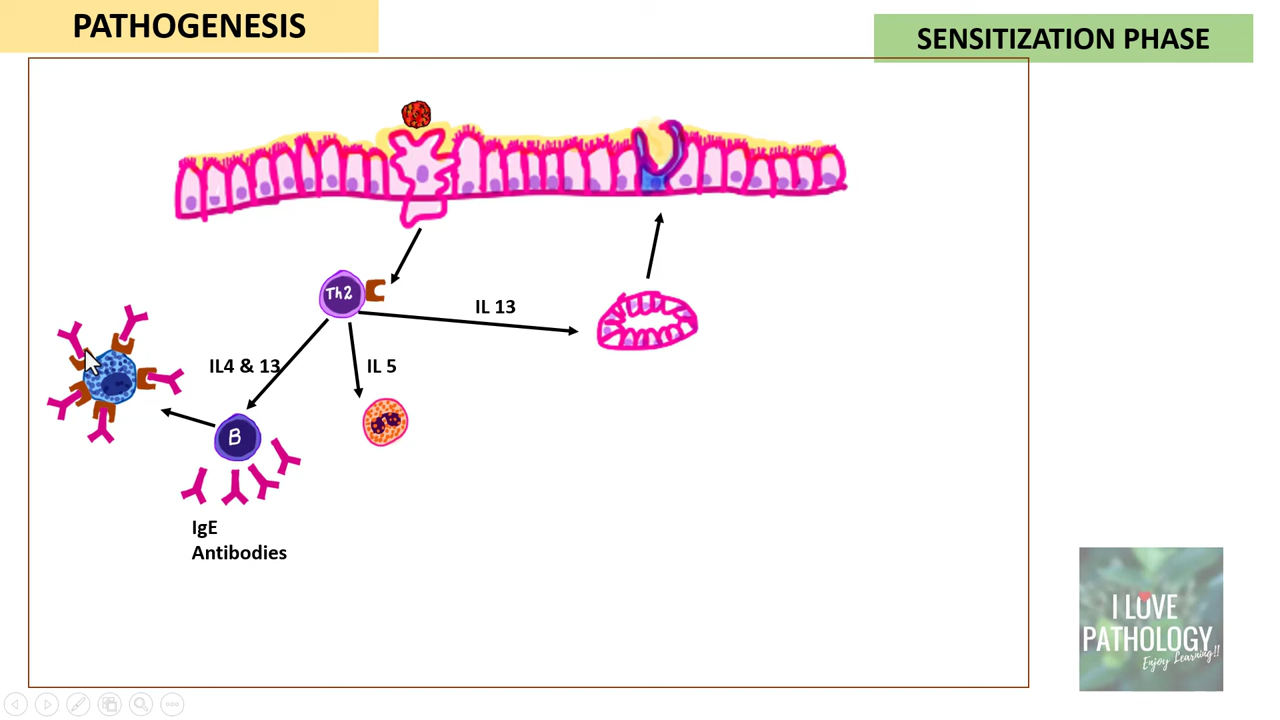 PATHOGENESIS
SENSITIZATION PHASE
Th2
IL 13
IL4 & 13
IL 5
B
IgE
Antibodies
I LOVE
PATHOLOGY
Enjoy Learning!!